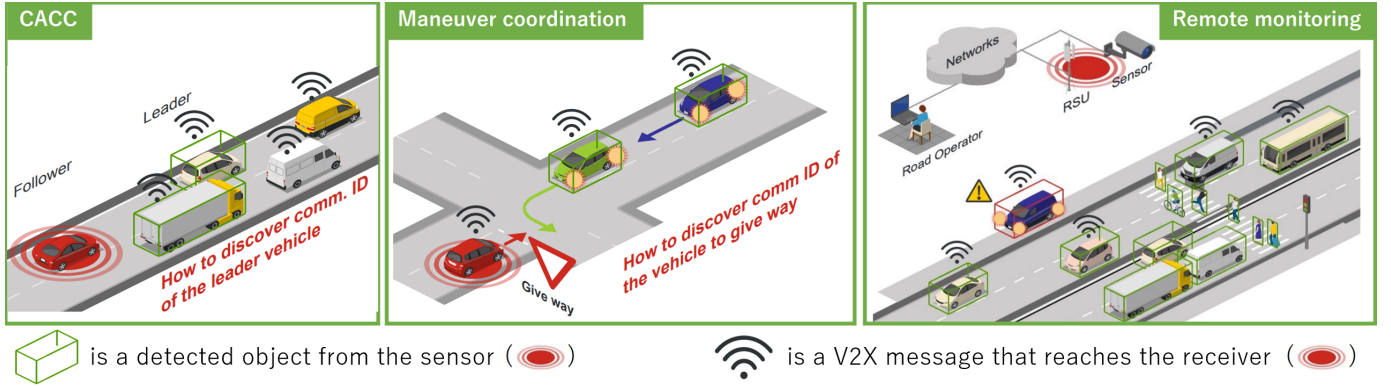 CACC
Leader
Follower
How to discover comm. ID
of the leader vehicle
Maneuver coordination
How to discover comm ID of
the vehicle to give way
Give way
Remote monitoring
Networks
Sensor
RSU
Road Operator
is a detected object from the sensor ( )
is a V2X message that reaches the receiver ( )